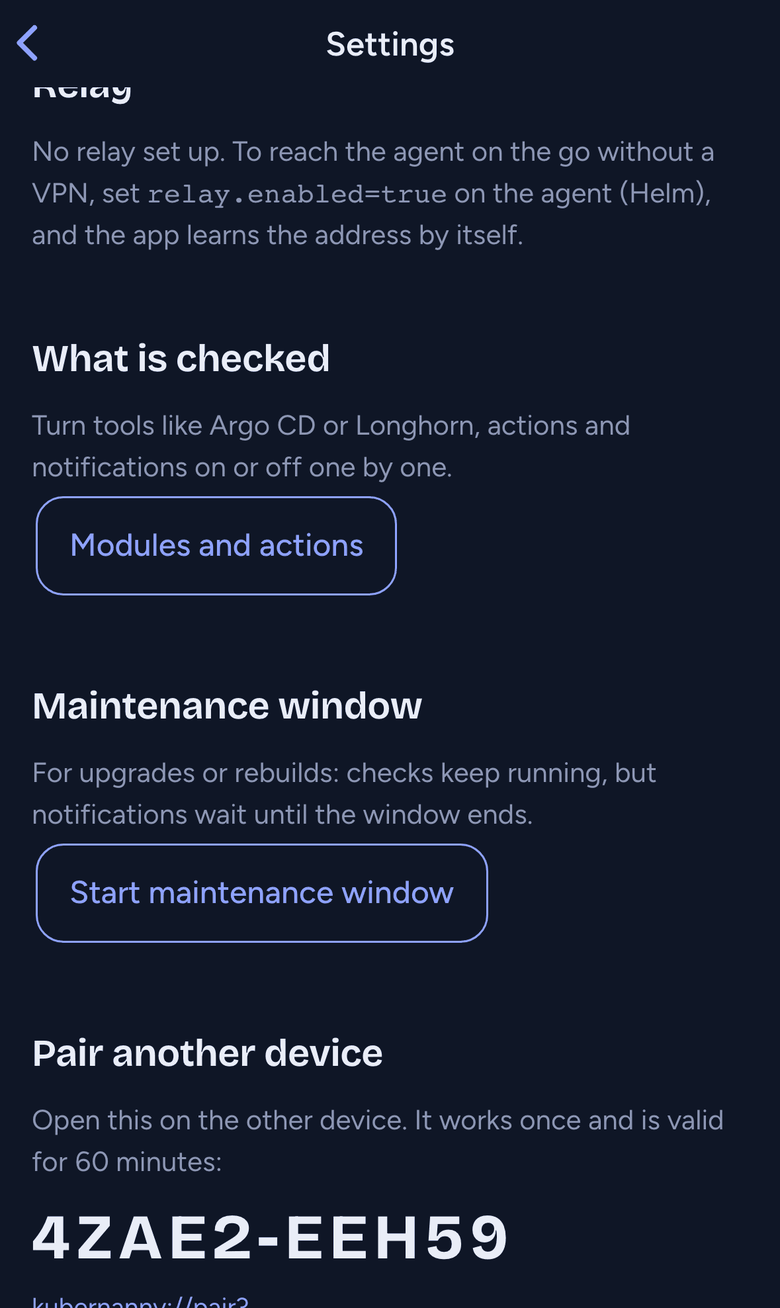 Settings
Relay
No relay set up. To reach the agent on the go without a
VPN, set relay.enabled=true on the agent (Helm),
and the app learns the address by itself.
What is checked
Turn tools like Argo CD or Longhorn, actions and
notifications on or off one by one.
Modules and actions
Maintenance window
For upgrades or rebuilds: checks keep running, but
notifications wait until the window ends.
Start maintenance window
Pair another device
Open this on the other device. It works once and is valid
for 60 minutes:
4ZAE2-EEH59
kubernanny://pair?